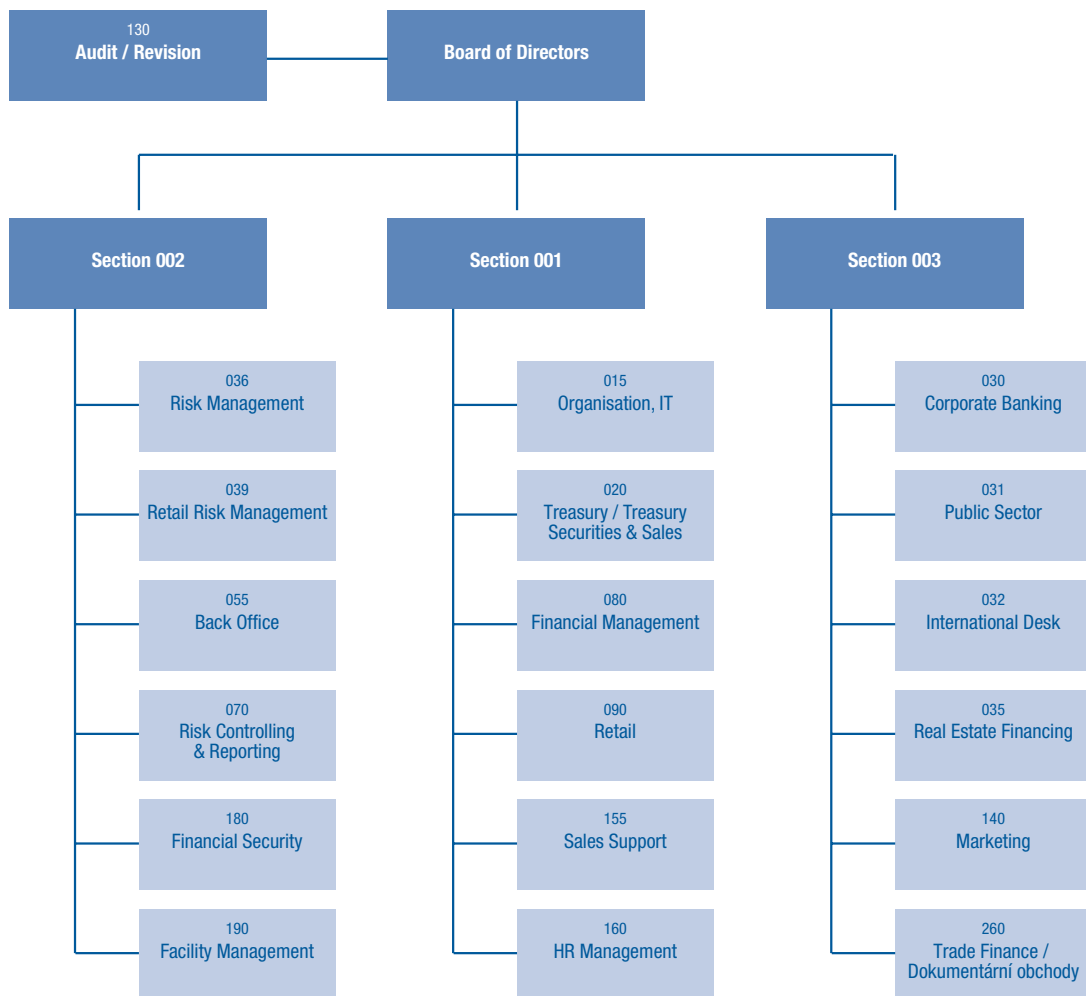 130
Audit / Revision
Board of Directors
Section 002
Section 001
Section 003
036
Risk Management
039
Retail Risk Management
055
Back Office
070
Risk Controlling
& Reporting
180
Financial Security
190
Facility Management
015
Organisation, IT
020
Treasury / Treasury
Securities & Sales
080
Financial Management
090
Retail
155
Sales Support
160
HR Management
030
Corporate Banking
031
Public Sector
032
International Desk
035
Real Estate Financing
140
Marketing
260
Trade Finance /
Dokumentární obchody